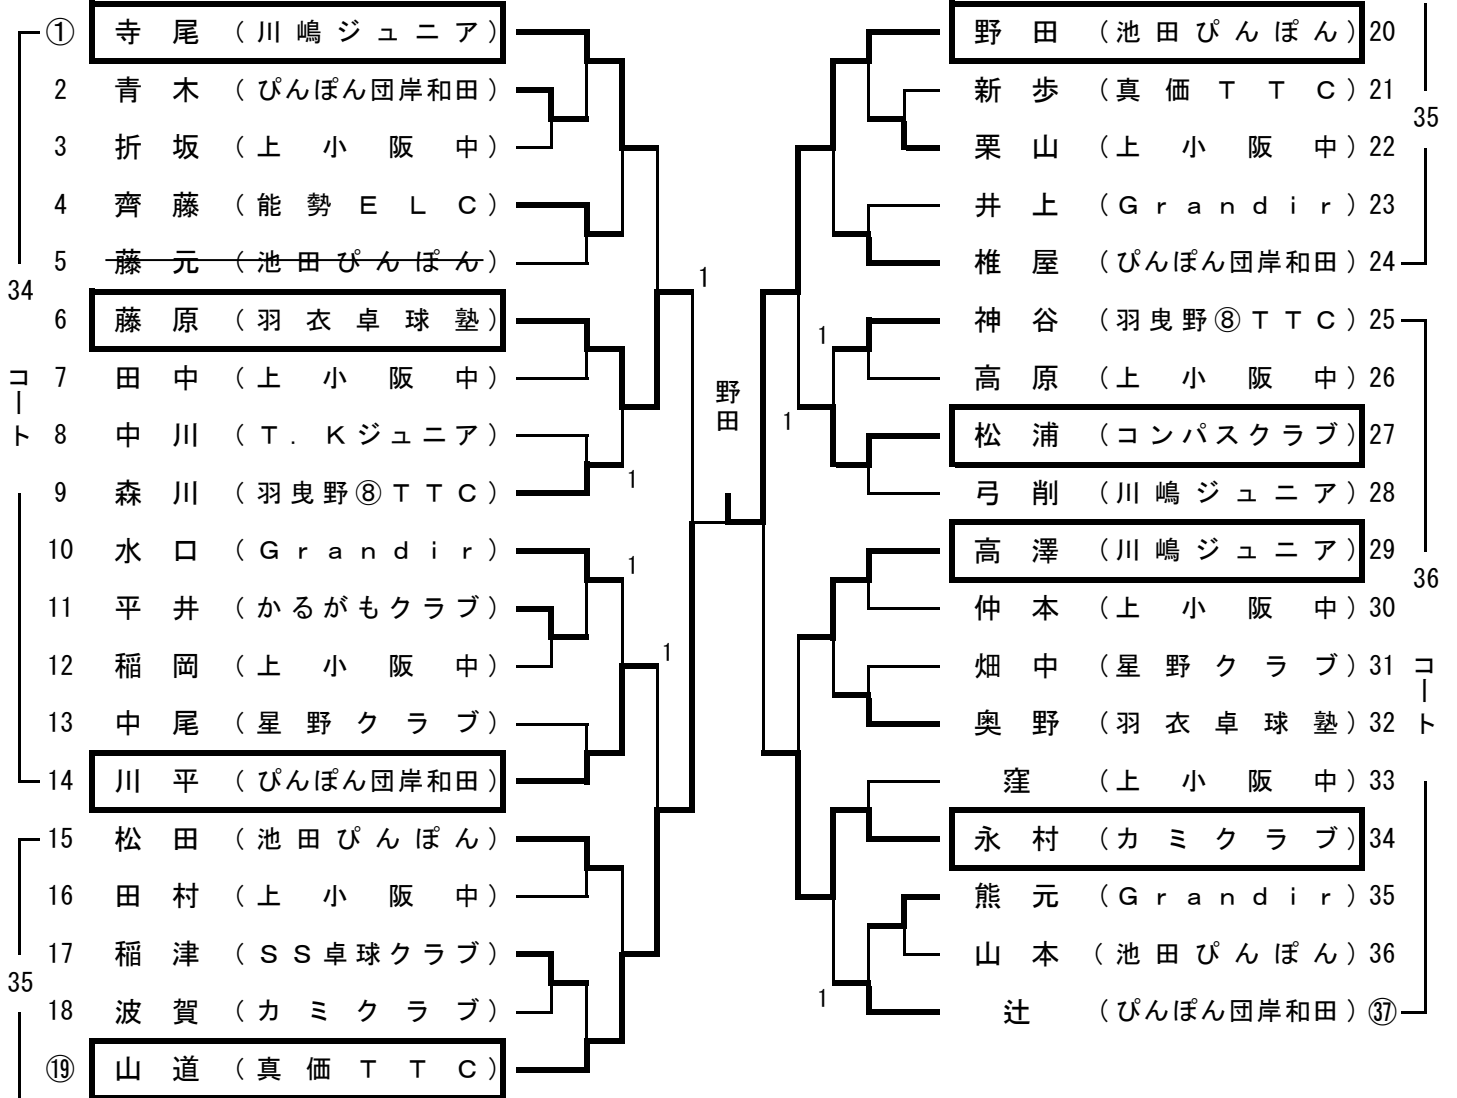 ① 寺尾 (川嶋ジュニア)
2 青木 (ぴんぽん団岸和田)
3 折坂 (上小阪中)
4 齊藤 (能勢ELC)
5 藤元 (池田ぴんぽん)
34
6 藤原 (羽衣卓球塾)
コート
7 田中 (上小阪中)
8 中川 (T.Kジュニア)
9 森川 (羽曳野⑧TTC)
10 水口 (Grandir)
11 平井 (かるがもクラブ)
12 稲岡 (上小阪中)
13 中尾 (星野クラブ)
14 川平 (ぴんぽん団岸和田)
15 松田 (池田ぴんぽん)
16 田村 (上小阪中)
17 稲津 (SS卓球クラブ)
35
18 波賀 (カミクラブ)
⑲ 山道 (真価TTC)
1
1
1
1
野田
1
1
1
野田 (池田ぴんぽん) 20
新歩 (真価TTC) 21
35
栗山 (上小阪中) 22
井上 (Grandir) 23
椎屋 (ぴんぽん団岸和田) 24
神谷 (羽曳野⑧TTC) 25
高原 (上小阪中) 26
松浦 (コンパスクラブ) 27
弓削 (川嶋ジュニア) 28
高澤 (川嶋ジュニア) 29
36
仲本 (上小阪中) 30
畑中 (星野クラブ) 31
コート
奥野 (羽衣卓球塾) 32
窪 (上小阪中) 33
永村 (カミクラブ) 34
熊元 (Grandir) 35
山本 (池田ぴんぽん) 36
辻 (ぴんぽん団岸和田) ㊲